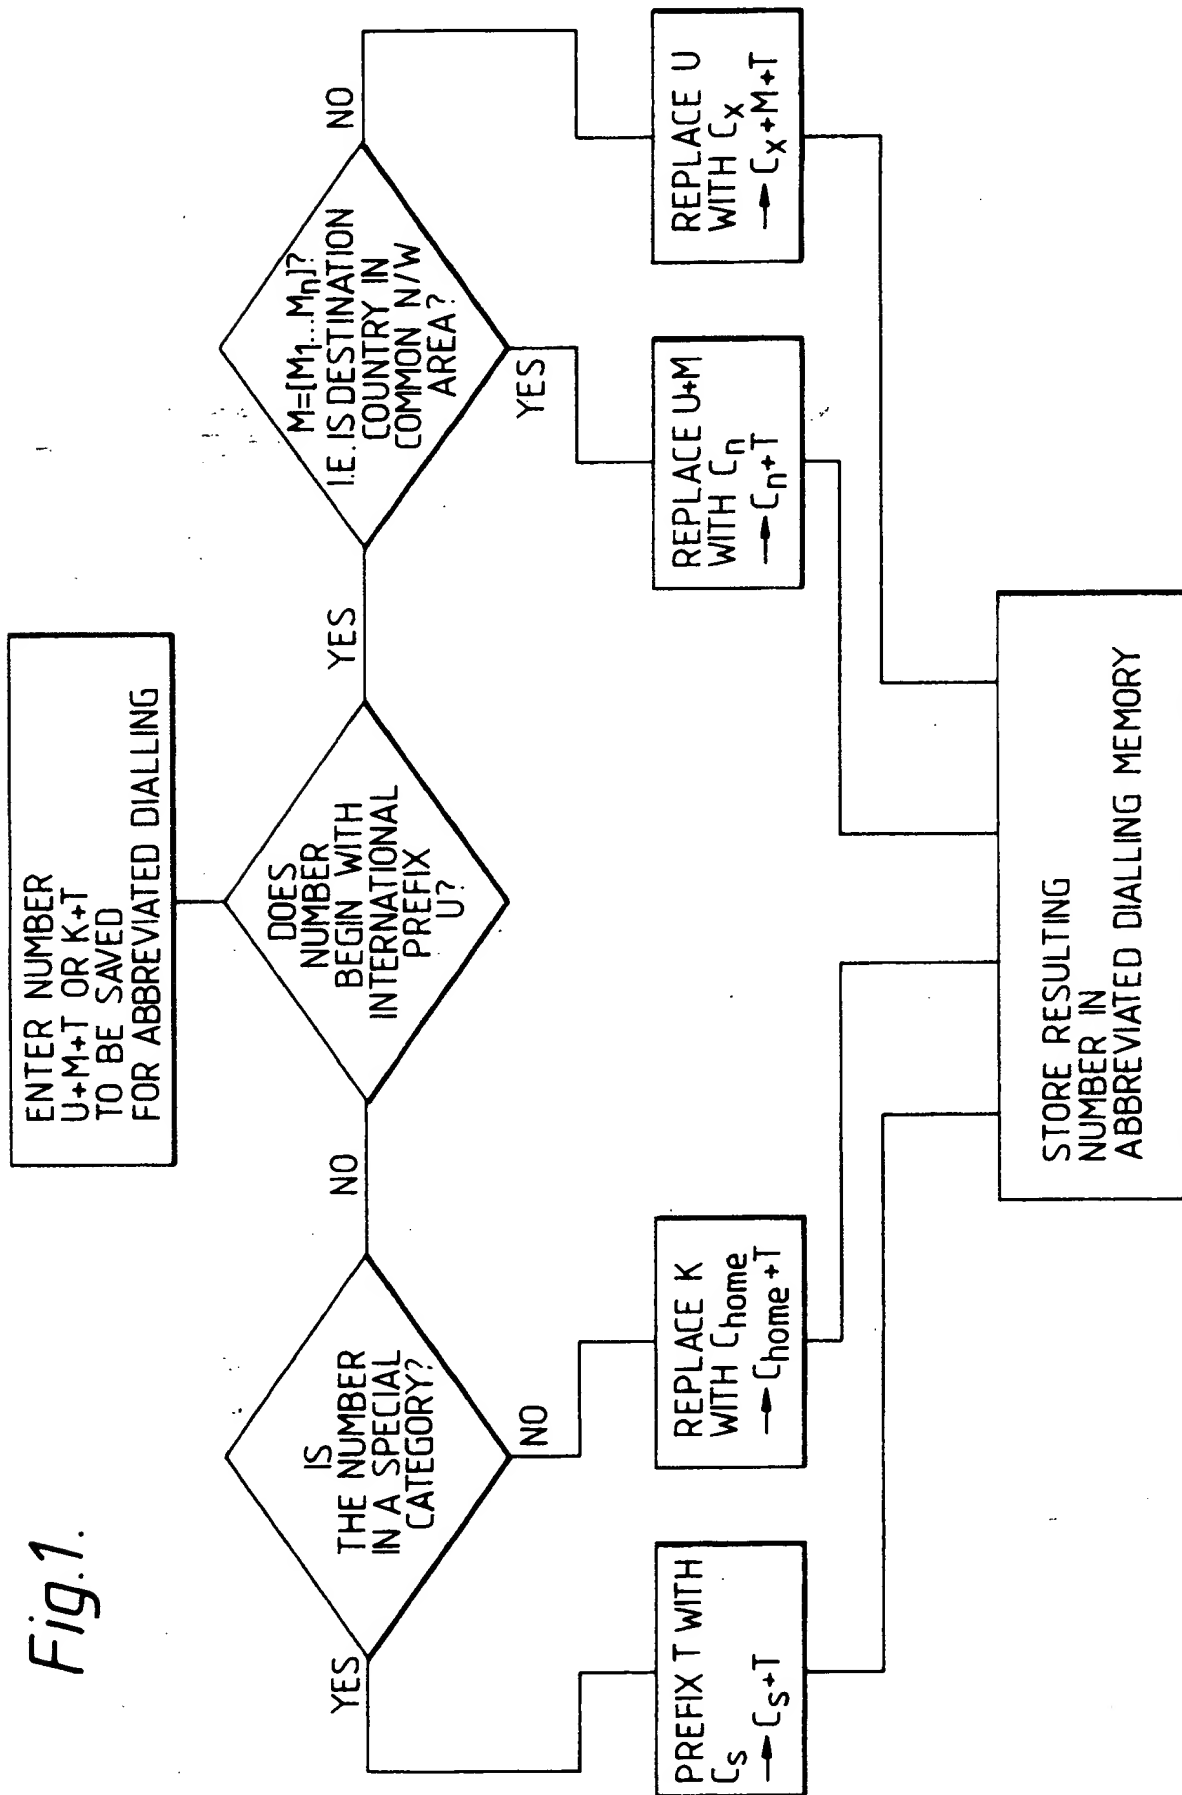 Fig.1.
ENTER NUMBER
U+M+T OR K+T
TO BE SAVED
FOR ABBREVIATED DIALLING
DOES
NUMBER
BEGIN WITH
INTERNATIONAL
PREFIX
U?
NO
YES
IS
THE NUMBER
IN A SPECIAL
CATEGORY?
YES
NO
M=[M1...Mn]?
I.E. IS DESTINATION
COUNTRY IN
COMMON N/W
AREA?
YES
NO
PREFIX T WITH
Cs
→ Cs+T
REPLACE K
WITH Chome
→ Chome+T
REPLACE U+M
WITH Cn
→ Cn+T
REPLACE U
WITH Cx
→ Cx+M+T
STORE RESULTING
NUMBER IN
ABBREVIATED DIALLING MEMORY